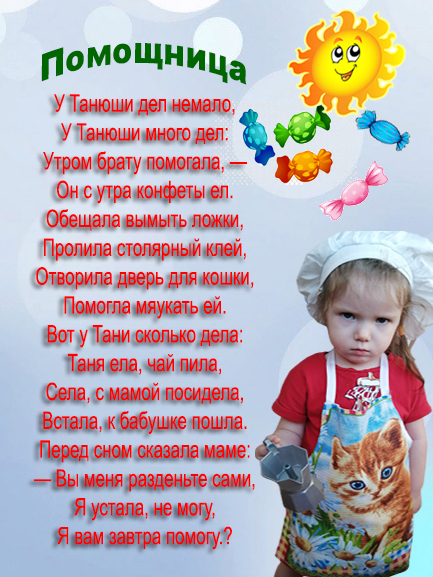 Помощница
У Танюши дел немало,
У Танюши много дел:
Утром брату помогала, —
Он с утра конфеты ел.
Обещала вымыть ложки,
Пролила столярный клей,
Отворила дверь для кошки,
Помогла мяукать ей.
Вот у Тани сколько дела:
Таня ела, чай пила,
Села, с мамой посидела,
Встала, к бабушке пошла.
Перед сном сказала маме:
— Вы меня разденьте сами,
Я устала, не могу,
Я вам завтра помогу.?